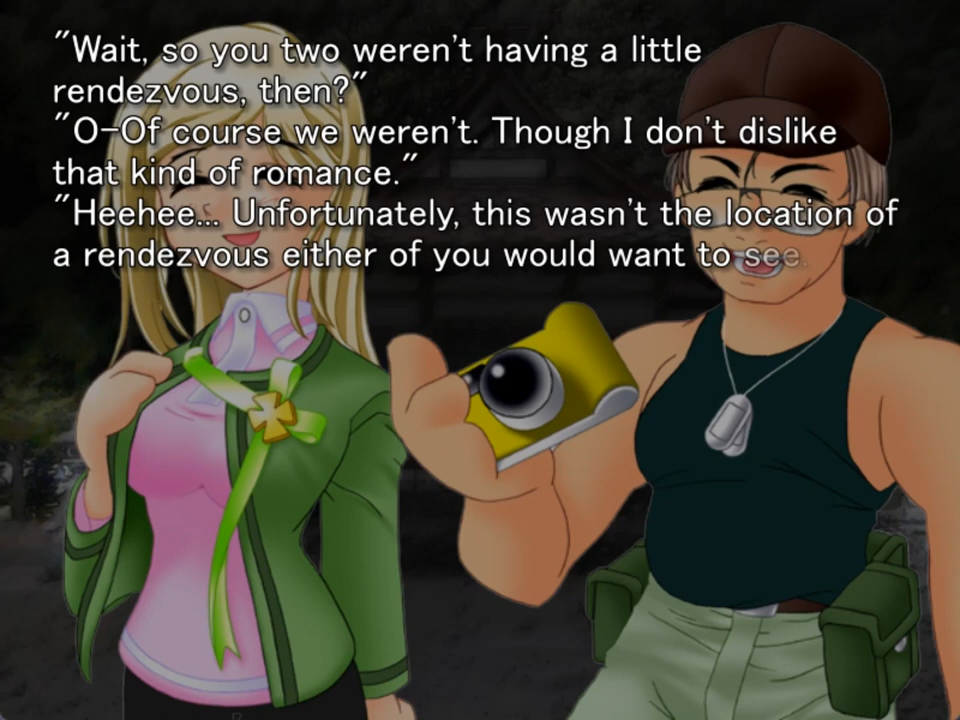 "Wait, so you two weren't having a little
rendezvous, then?"
"O-Of course we weren't. Though I don't dislike
that kind of romance."
"Heehee... Unfortunately, this wasn't the location of
a rendezvous either of you would want to see.